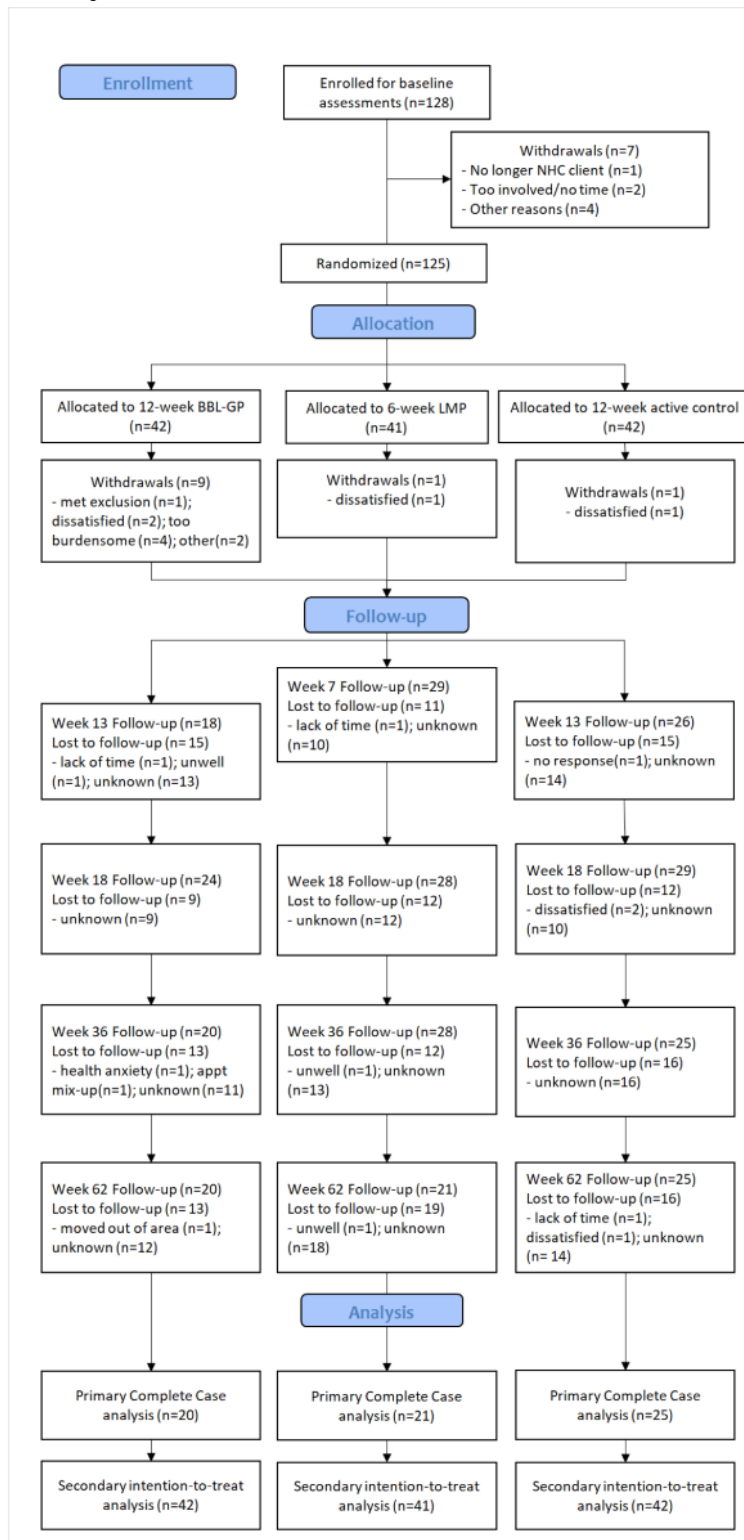 Enrollment
Enrolled for baseline
assessments (n=128)
Withdrawals (n=7)
- No longer NHC client (n=1)
- Too involved/no time (n=2)
- Other reasons (n=4)
Randomized (n=125)
Allocation
Allocated to 12-week BBL-GP
(n=42)
Allocated to 6-week LMP
(n=41)
Allocated to 12-week active control
(n=42)
Withdrawals (n=9)
- met exclusion (n=1);
dissatisfied (n=2); too
burdensome (n=4); other(n=2)
Withdrawals (n=1)
- dissatisfied (n=1)
Withdrawals (n=1)
- dissatisfied (n=1)
Follow-up
Week 13 Follow-up (n=18)
Lost to follow-up (n= 15)
- lack of time (n=1); unwell
(n=1); unknown (n=13)
Week 7 Follow-up (n=29)
Lost to follow-up (n= 11)
- lack of time (n=1); unknown
(n=10)
Week 13 Follow-up (n=26)
Lost to follow-up (n=15)
- no response(n=1); unknown
(n=14)
Week 18 Follow-up (n=24)
Lost to follow-up (n= 9)
- unknown (n=9)
Week 18 Follow-up (n=28)
Lost to follow-up (n=12)
- unknown (n=12)
Week 18 Follow-up (n=29)
Lost to follow-up (n=12)
- dissatisfied (n=2); unknown
(n=10)
Week 36 Follow-up (n=20)
Lost to follow-up (n= 13)
- health anxiety (n=1); appt
mix-up(n=1); unknown (n=11)
Week 36 Follow-up (n=28)
Lost to follow-up (n= 12)
- unwell (n=1); unknown
(n=13)
Week 36 Follow-up (n=25)
Lost to follow-up (n= 16)
- unknown (n=16)
Week 62 Follow-up (n=20)
Lost to follow-up (n= 13)
- moved out of area (n=1);
unknown (n=12)
Week 62 Follow-up (n=21)
Lost to follow-up (n= 19)
- unwell (n=1); unknown
(n=18)
Week 62 Follow-up (n=25)
Lost to follow-up (n=16)
- lack of time (n=1);
dissatisfied (n=1); unknown
(n= 14)
Analysis
Primary Complete Case
analysis (n=20)
Primary Complete Case
analysis (n=21)
Primary Complete Case
analysis (n=25)
Secondary intention-to-treat
analysis (n=42)
Secondary intention-to-treat
analysis (n=41)
Secondary intention-to-treat
analysis (n=42)